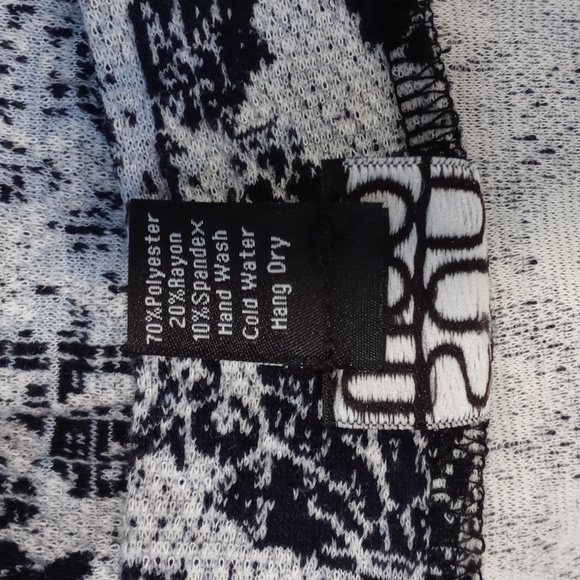 70%Polyester
20%Rayon
10%Spandex
Hand Wash
Cold Water
Hang Dry